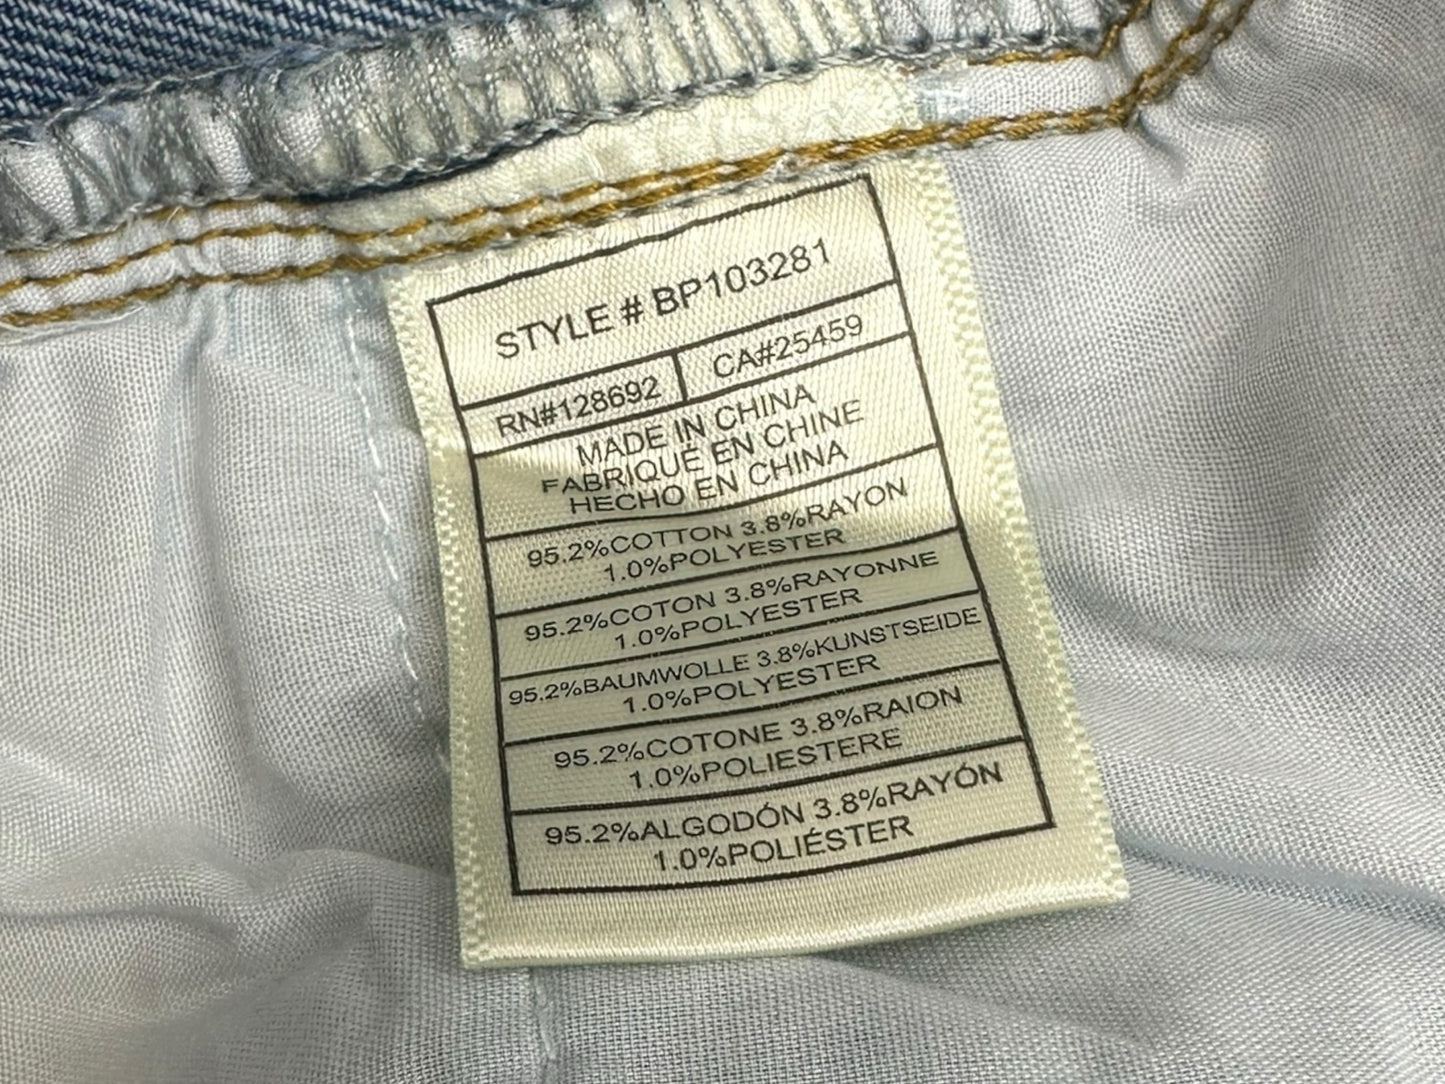 STYLE # BP103281
RN#128692 CA#25459
MADE IN CHINA
FABRIQUÉ EN CHINE
HECHO EN CHINA
95.2%COTTON 3.8%RAYON
1.0%POLYESTER
95.2%COTON 3.8%RAYONNE
1.0%POLYESTER
95.2%BAUMWOLLE 3.8%KUNSTSEIDE
1.0%POLYESTER
95.2%COTONE 3.8%RAION
1.0%POLIESTERE
95.2%ALGODÓN 3.8%RAYÓN
1.0%POLIÉSTER